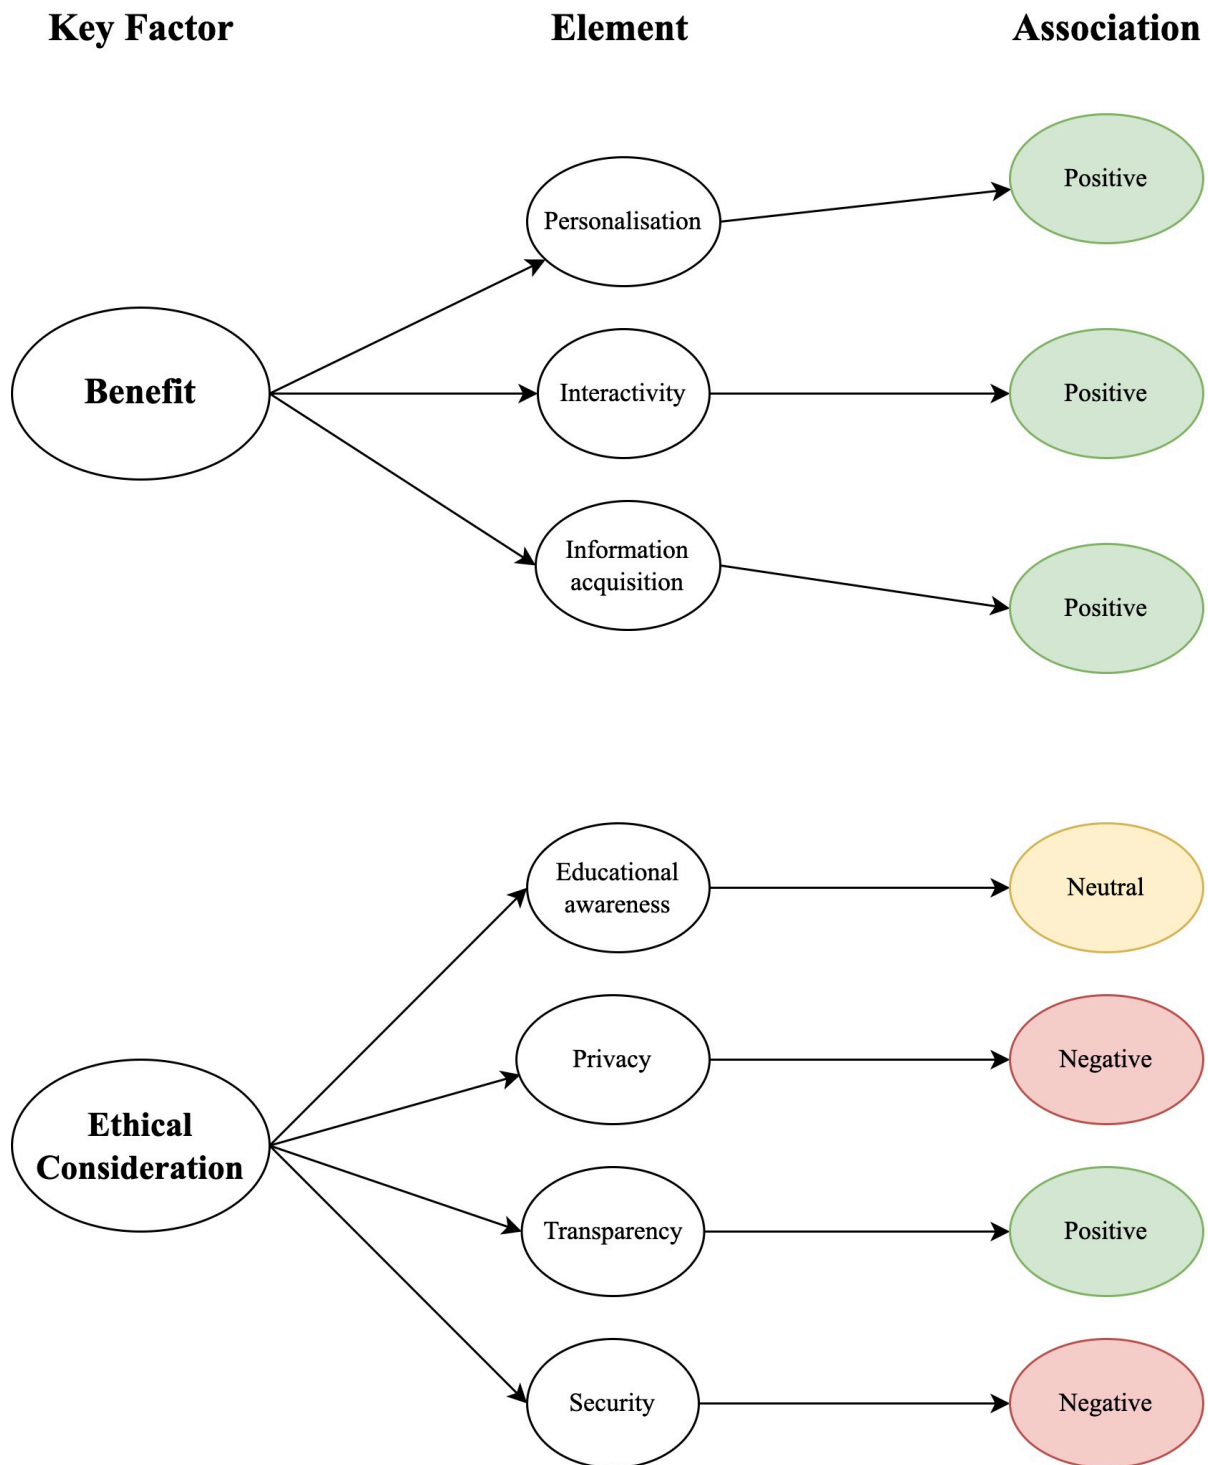 Key Factor
Element
Association
Personalisation
Positive
Benefit
Interactivity
Positive
Information
acquisition
Positive
Educational
awareness
Neutral
Privacy
Negative
Ethical
Consideration
Transparency
Positive
Security
Negative